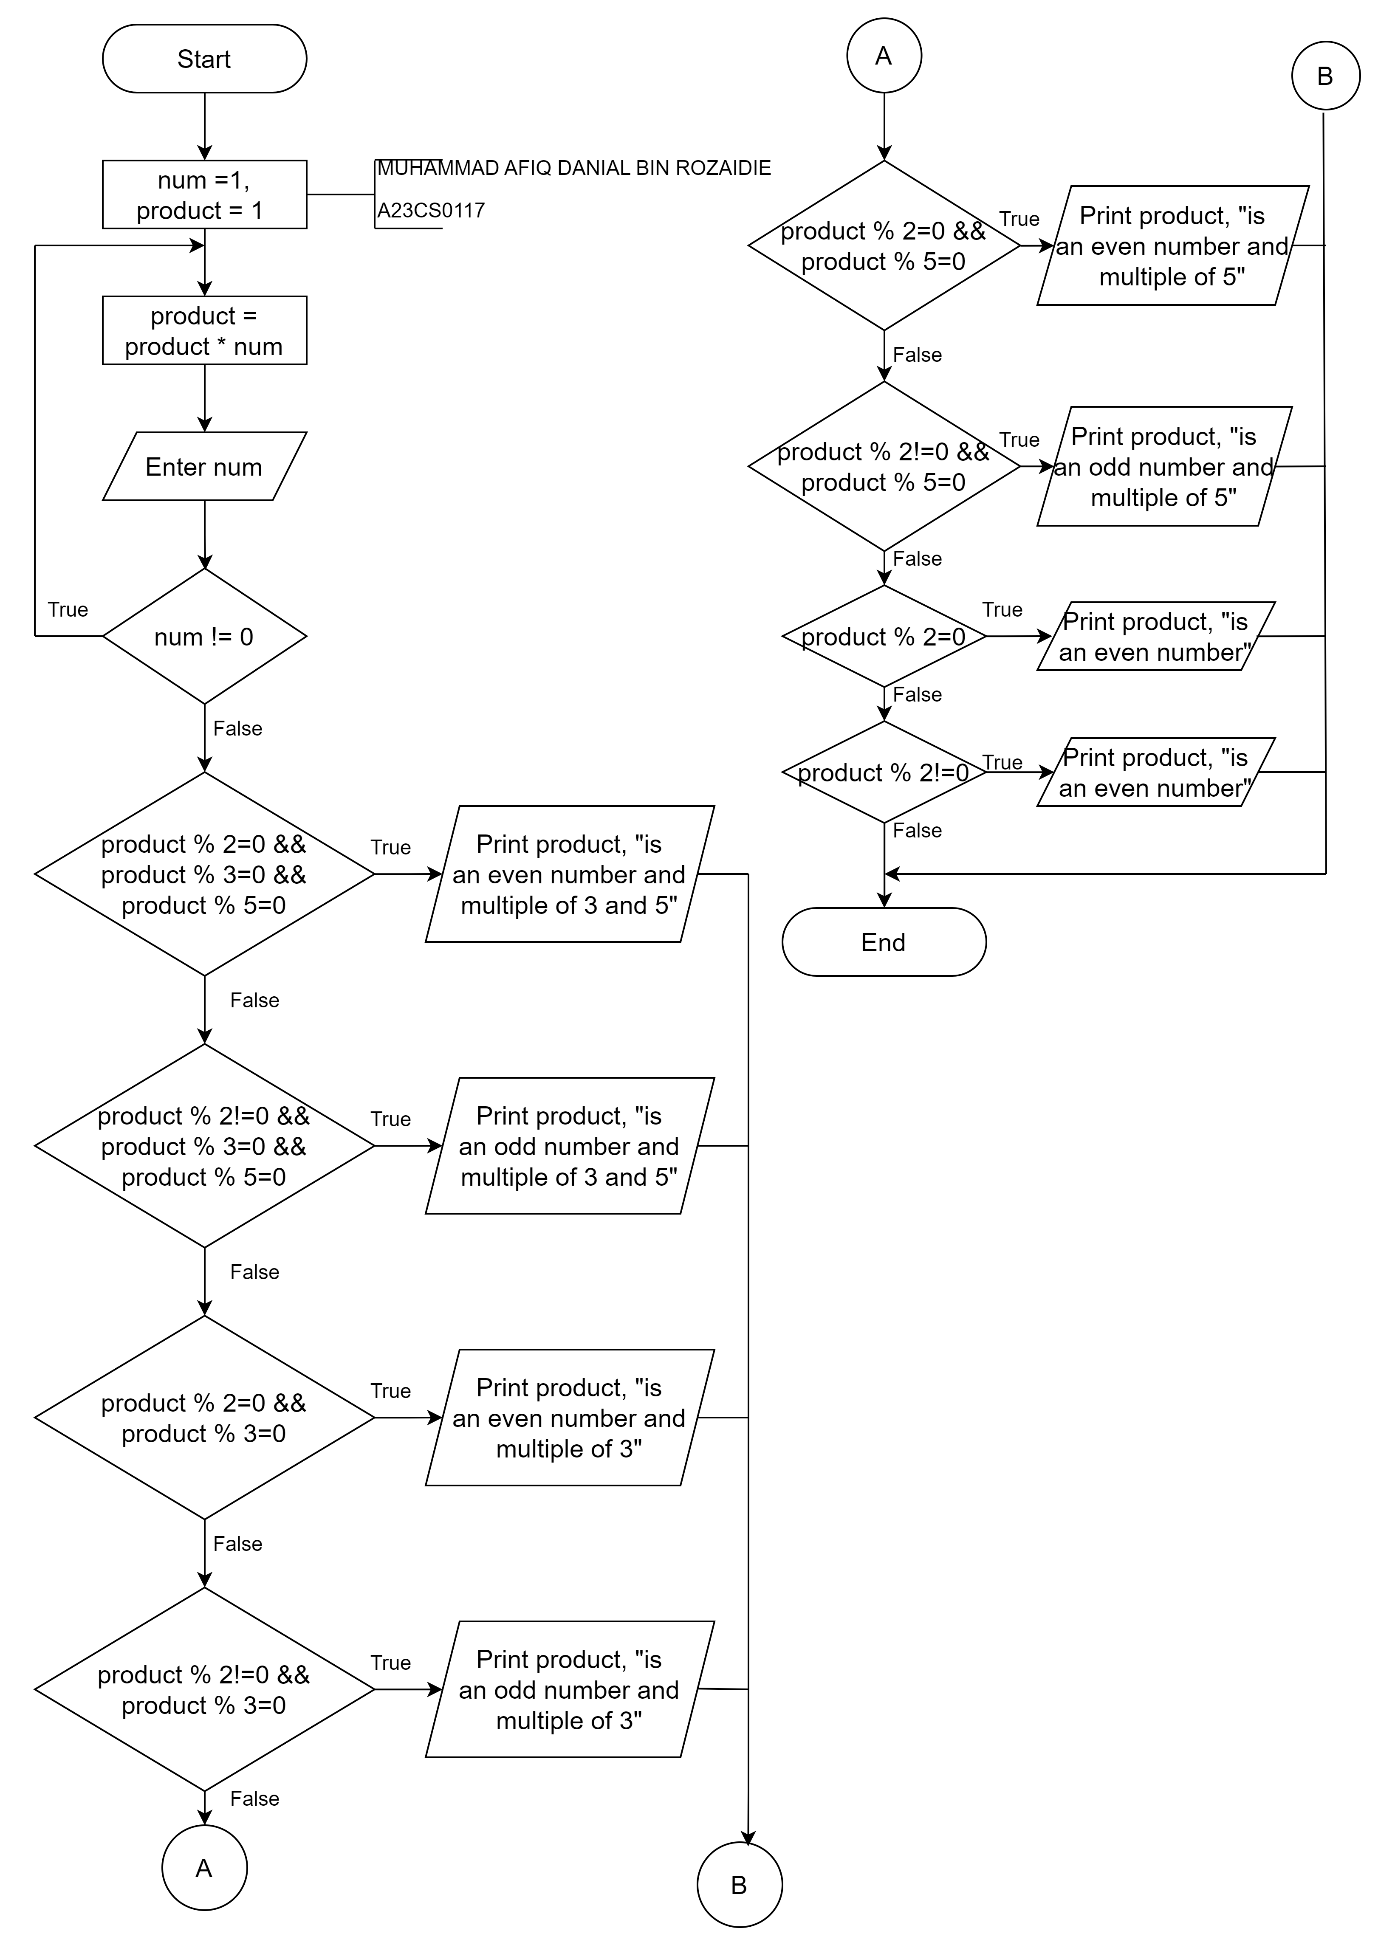 Start
num =1,
product = 1
MUHAMMAD AFIQ DANIAL BIN ROZAIDIE
A23CS0117
product =
product * num
Enter num
num != 0
True
False
product % 2=0 &&
product % 3=0 &&
product % 5=0
True
Print product, "is
an even number and
multiple of 3 and 5"
False
product % 2!=0 &&
product % 3=0 &&
product % 5=0
True
Print product, "is
an odd number and
multiple of 3 and 5"
False
product % 2=0 &&
product % 3=0
True
Print product, "is
an even number and
multiple of 3"
False
product % 2!=0 &&
product % 3=0
True
Print product, "is
an odd number and
multiple of 3"
False
A
B
A
B
product % 2=0 &&
product % 5=0
True
Print product, "is
an even number and
multiple of 5"
False
product % 2!=0 &&
product % 5=0
True
Print product, "is
an odd number and
multiple of 5"
False
product % 2=0
True
Print product, "is
an even number"
False
product % 2!=0
True
Print product, "is
an even number"
False
End